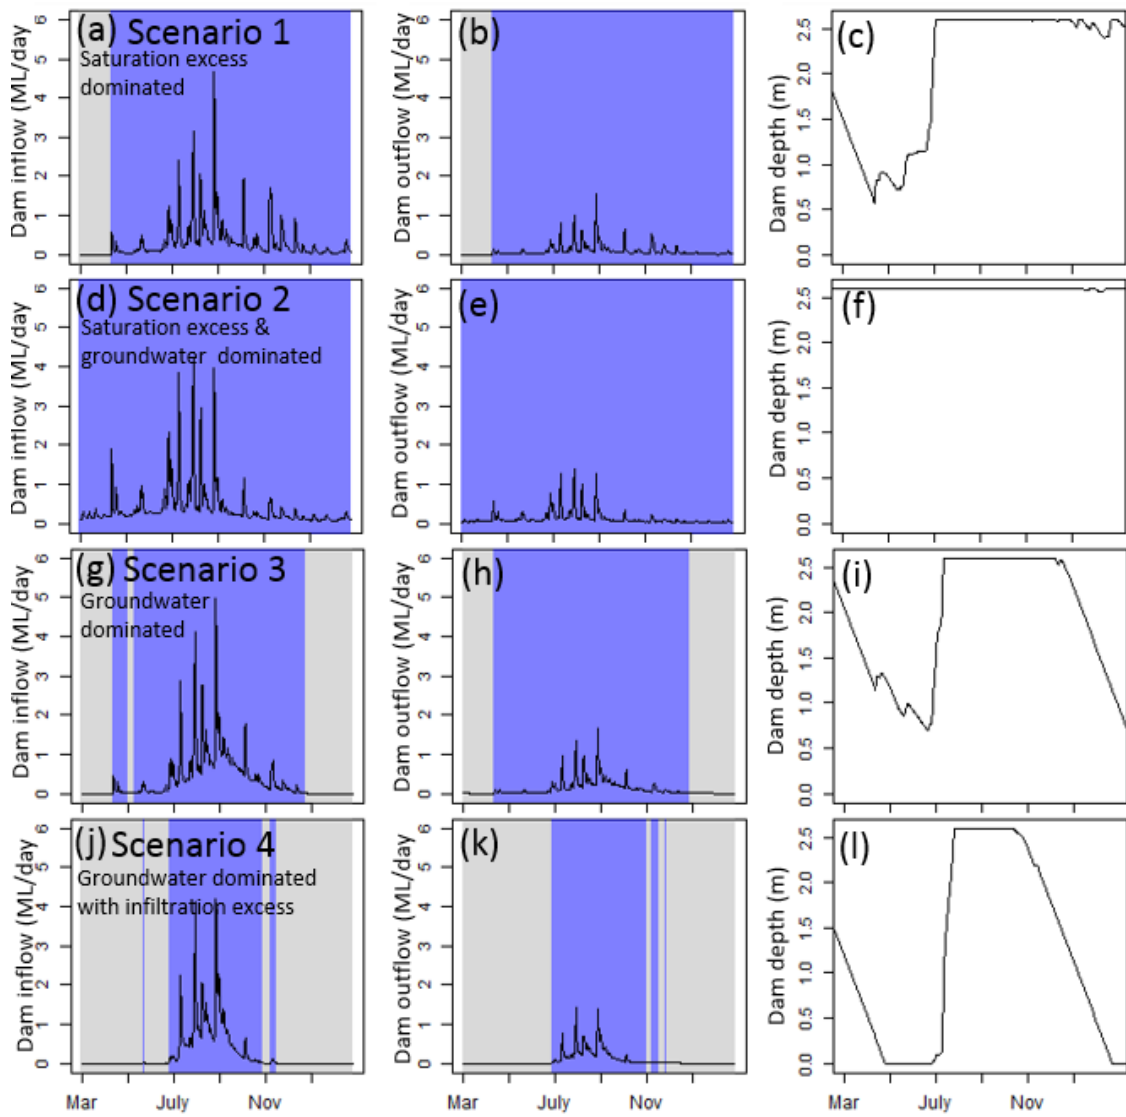 (a) Scenario 1
Saturation excess
dominated
Dam inflow (ML/day)
0 1 2 3 4 5 6
(b)
Dam outflow (ML/day)
0 1 2 3 4 5 6
(c)
Dam depth (m)
0.0 0.5 1.0 1.5 2.0 2.5
Mar July Nov
(d) Scenario 2
Saturation excess &
groundwater dominated
Dam inflow (ML/day
0 1 2 3 4 5 6
(e)
Dam outflow (ML/day)
0 1 2 3 4 5 6
(f)
Dam depth (m)
0.0 0.5 1.0 1.5 2.0 2.5
(g) Scenario 3
Groundwater
dominated
Dam inflow (ML/day
0 1 2 3 4 5 6
(h)
Dam outflow (ML/day)
0 1 2 3 4 5 6
(i)
Dam depth (m)
0.0 0.5 1.0 1.5 2.0 2.5
(j) Scenario 4
Groundwater dominated
with infiltration excess
Dam inflow (ML/day
0 1 2 3 4 5 6
Mar July Nov
(k)
Dam outflow (ML/day
0 1 2 3 4 5 6
Mar July Nov
(l)
Dam depth (m)
0.0 0.5 1.0 1.5 2.0 2.5
Mar July Nov